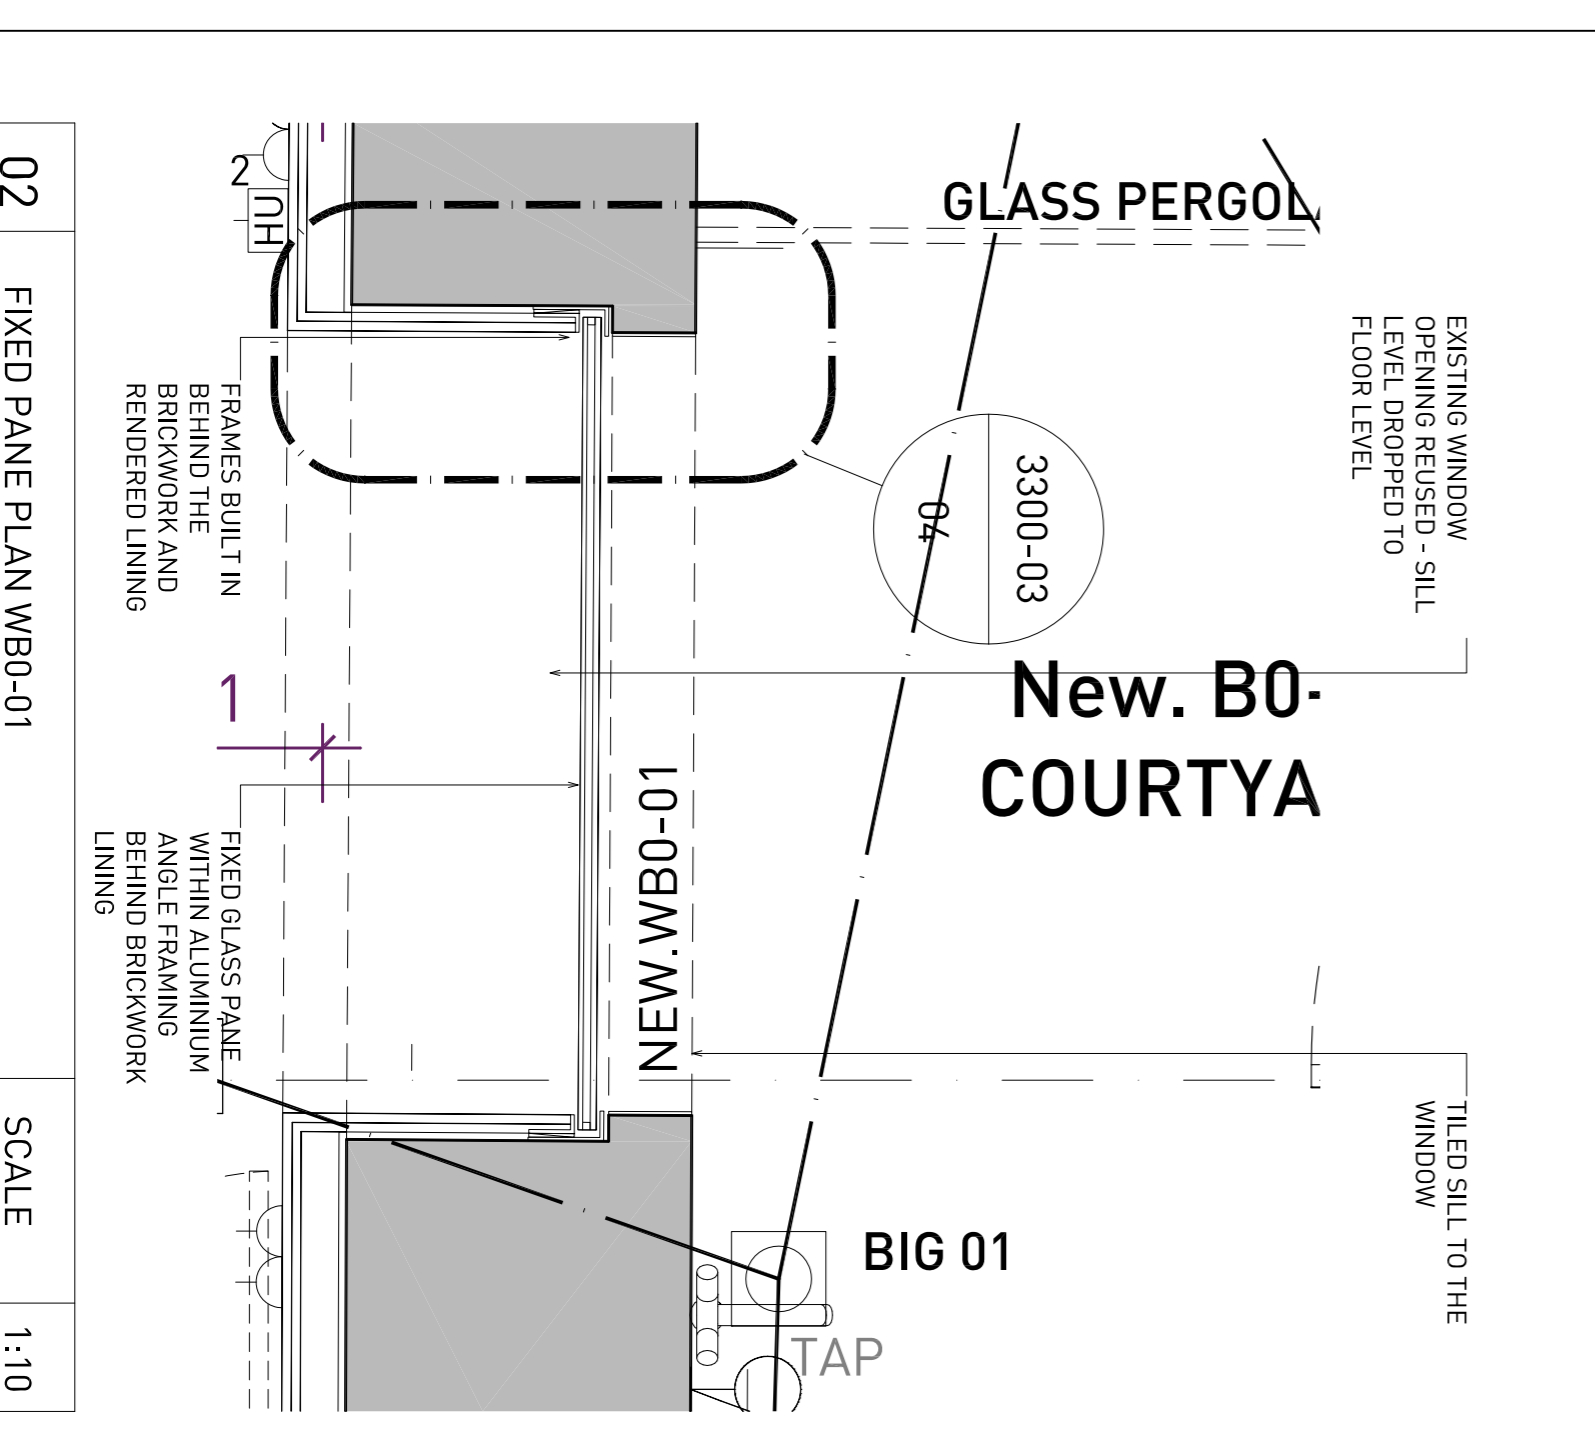 02
FIXED PANE PLAN WB0-01
SCALE
1:10
2
UH
GLASS PERGOL
EXISTING WINDOW
OPENING REUSED - SILL
LEVEL DROPPED TO
FLOOR LEVEL
FRAMES BUILT IN
BEHIND THE
BRICKWORK AND
RENDERED LINING
3300-03
04
1
New. B0-
COURTYA
NEW.WB0-01
FIXED GLASS PANE
WITHIN ALUMINIUM
ANGLE FRAMING
BEHIND BRICKWORK
LINING
TILED SILL TO THE
WINDOW
BIG 01
TAP